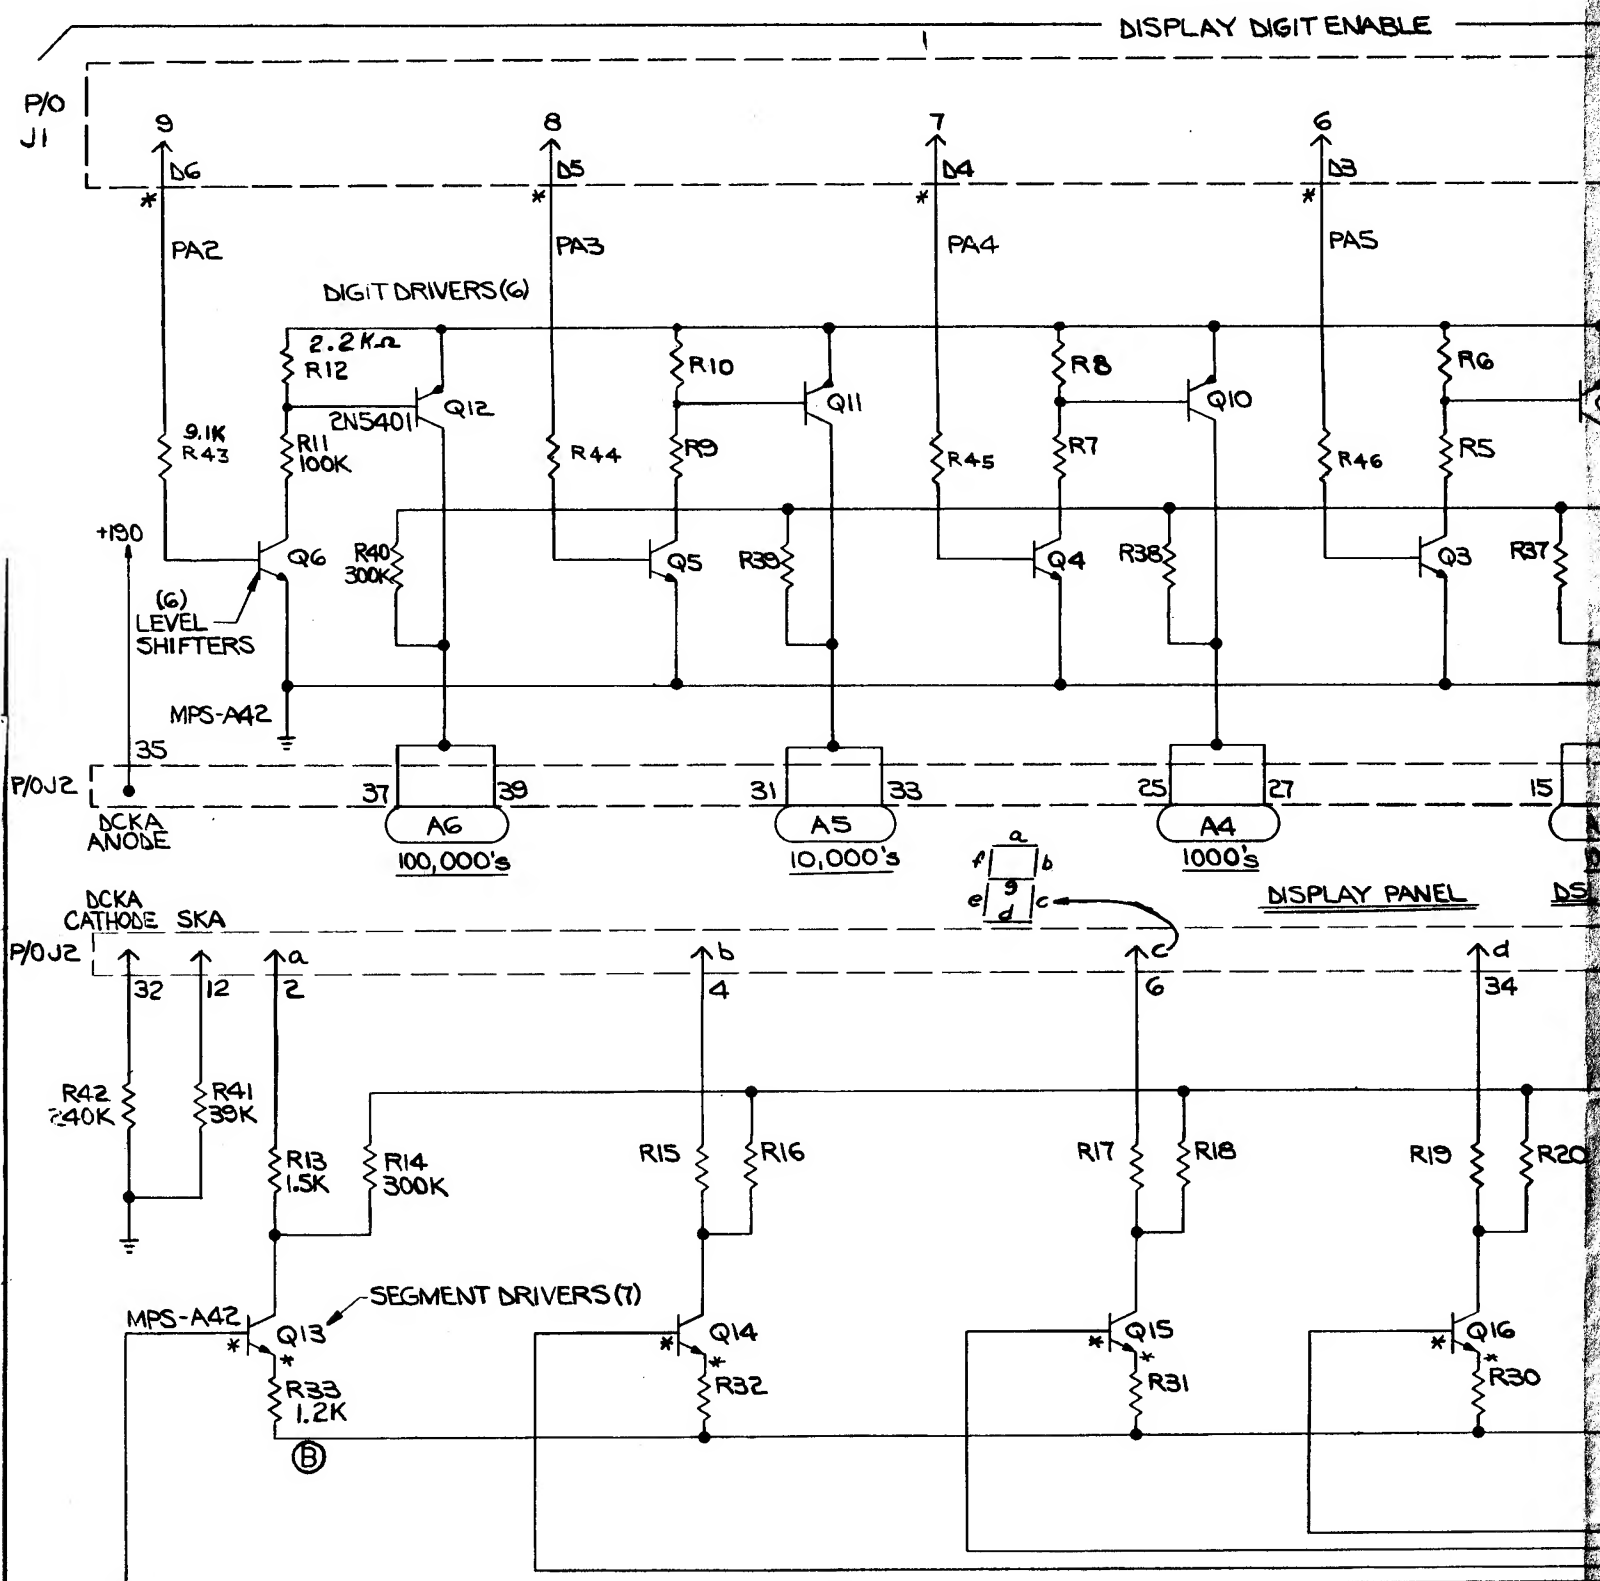 DISPLAY DIGIT ENABLE
P/O
J1
9
8
7
6
D6
D5
D4
D3
*
*
*
*
PA2
PA3
PA4
PA5
DIGIT DRIVERS (6)
2.2KΩ
R12
R10
R8
R6
Q12
2N5401
Q11
Q10
9.1K
R43
R11
100K
R44
R9
R45
R7
R46
R5
+190
Q6
R40
300K
Q5
R39
Q4
R38
Q3
R37
(6)
LEVEL
SHIFTERS
MPS-A42
35
P/O J2
37
39
31
33
25
27
15
DCKA
ANODE
A6
100,000's
A5
10,000's
A4
1000's
a
f
b
g
e
c
d
DISPLAY PANEL
DS
DCKA
CATHODE
SKA
P/O J2
a
b
c
d
32
12
2
4
6
34
R42
R41
39K
R13
1.5K
R14
300K
R15
R16
R17
R18
R19
R20
SEGMENT DRIVERS (7)
MPS-A42
Q13
Q14
Q15
Q16
*
*
*
*
*
*
*
*
R33
1.2K
R32
R31
R30
B